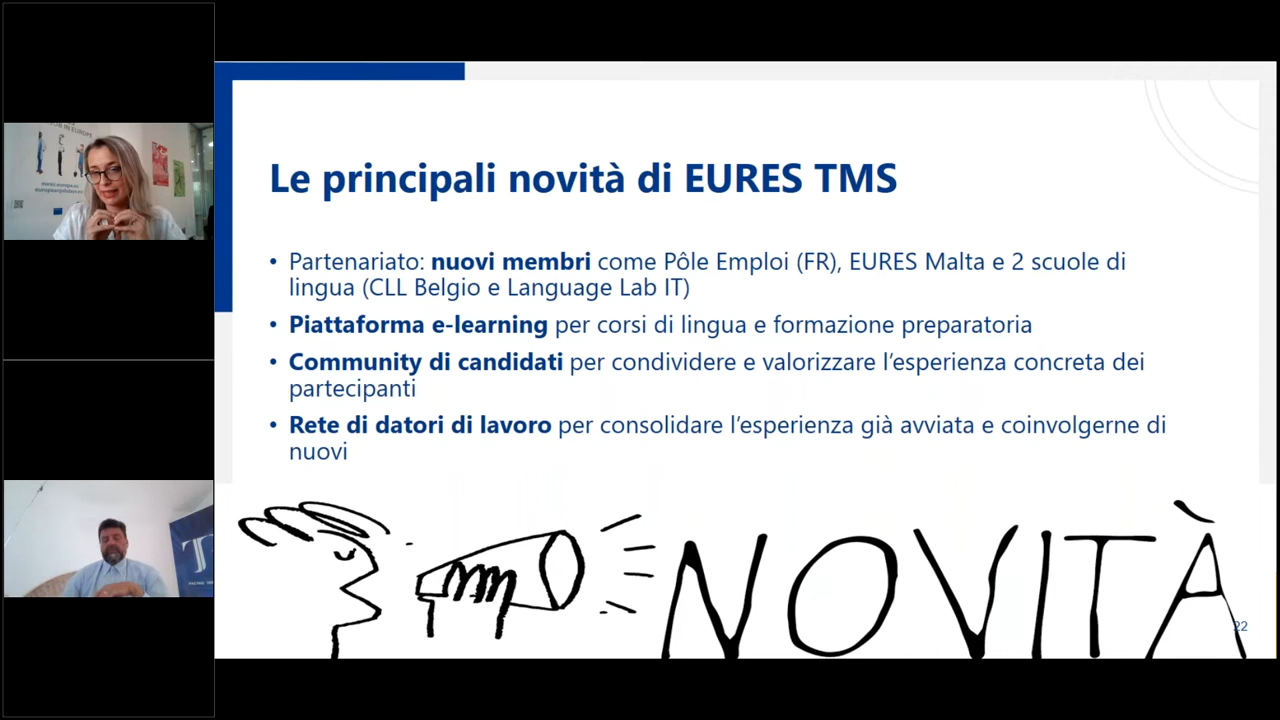 Le principali novità di EURES TMS
• Partenariato: nuovi membri come Pôle Emploi (FR), EURES Malta e 2 scuole di
lingua (CLL Belgio e Language Lab IT)
• Piattaforma e-learning per corsi di lingua e formazione preparatoria
• Community di candidati per condividere e valorizzare l’esperienza concreta dei
partecipanti
• Rete di datori di lavoro per consolidare l’esperienza già avviata e coinvolgerne di
nuovi
NOVITÀ
22